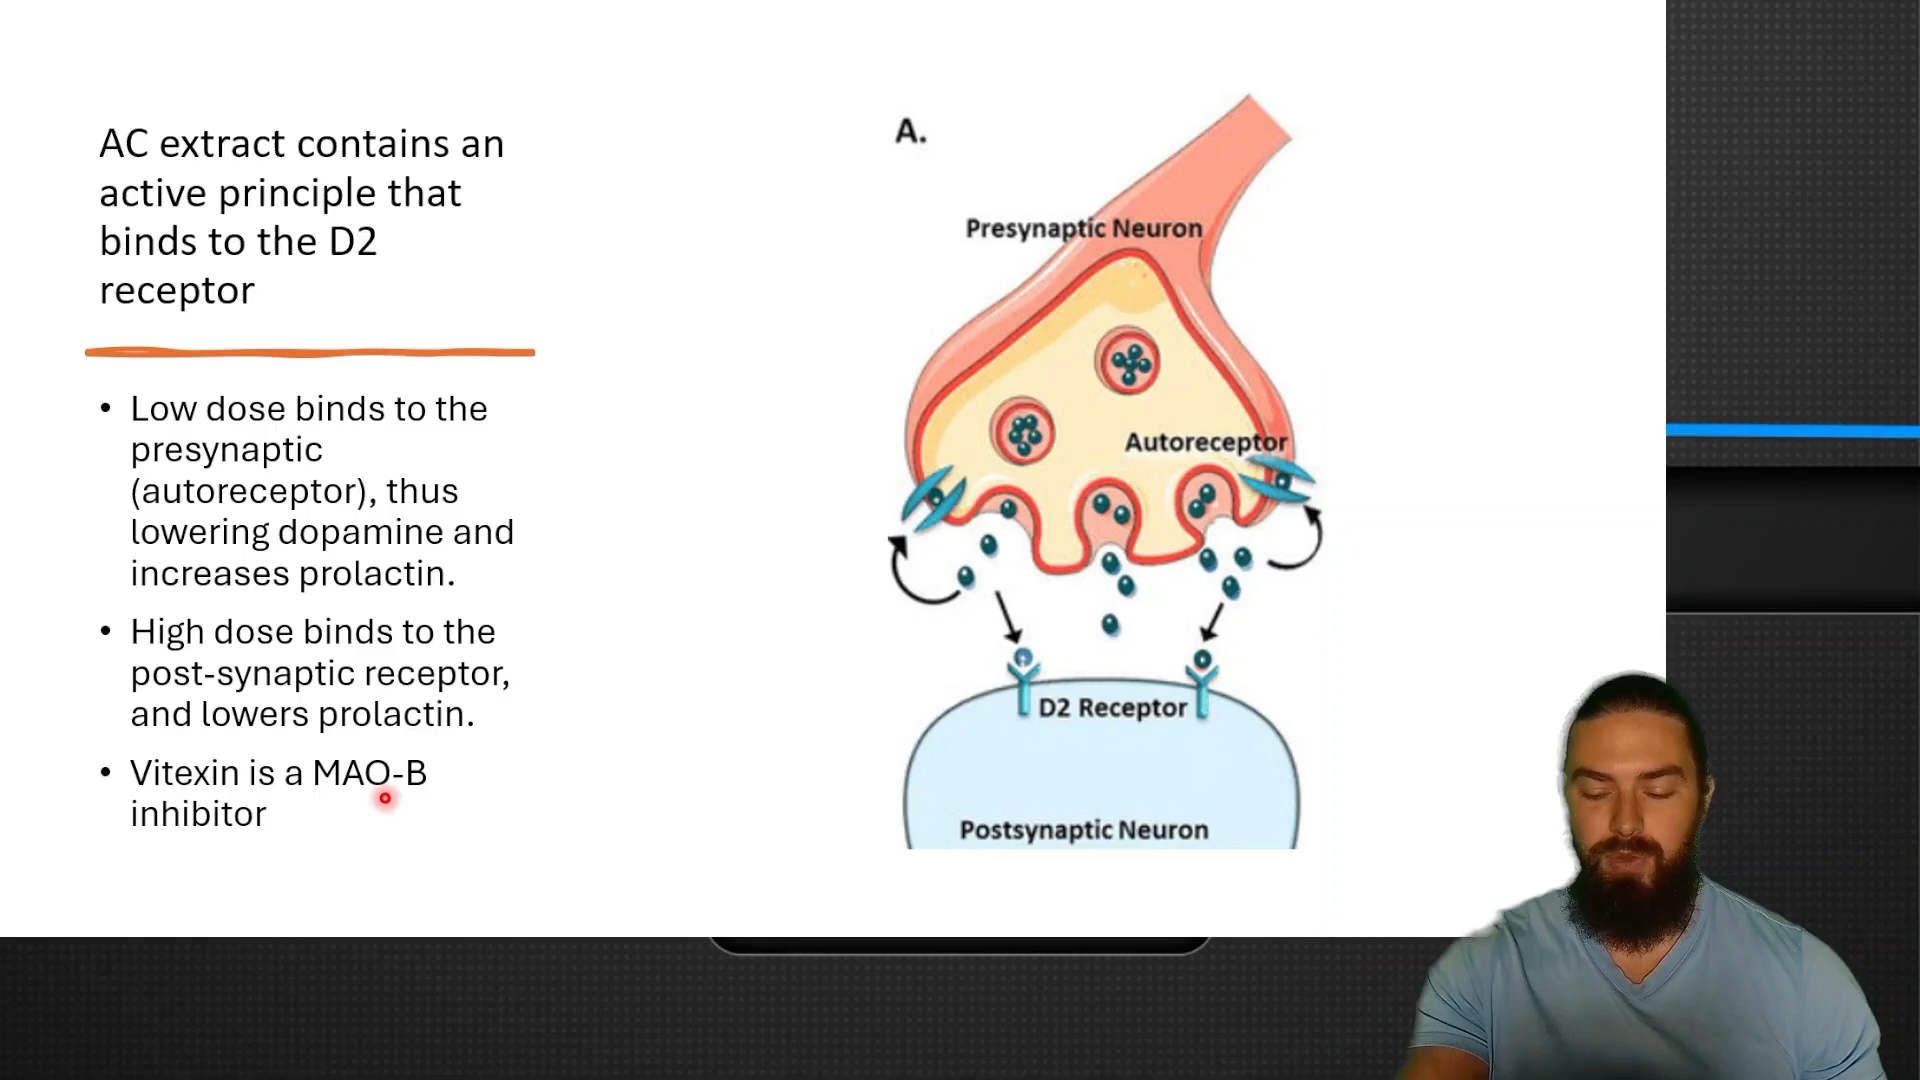 AC extract contains an
active principle that
binds to the D2
receptor
• Low dose binds to the
presynaptic
(autoreceptor), thus
lowering dopamine and
increases prolactin.
• High dose binds to the
post-synaptic receptor,
and lowers prolactin.
• Vitexin is a MAO-B
inhibitor
A.
Presynaptic Neuron
Autoreceptor
D2 Receptor
Postsynaptic Neuron